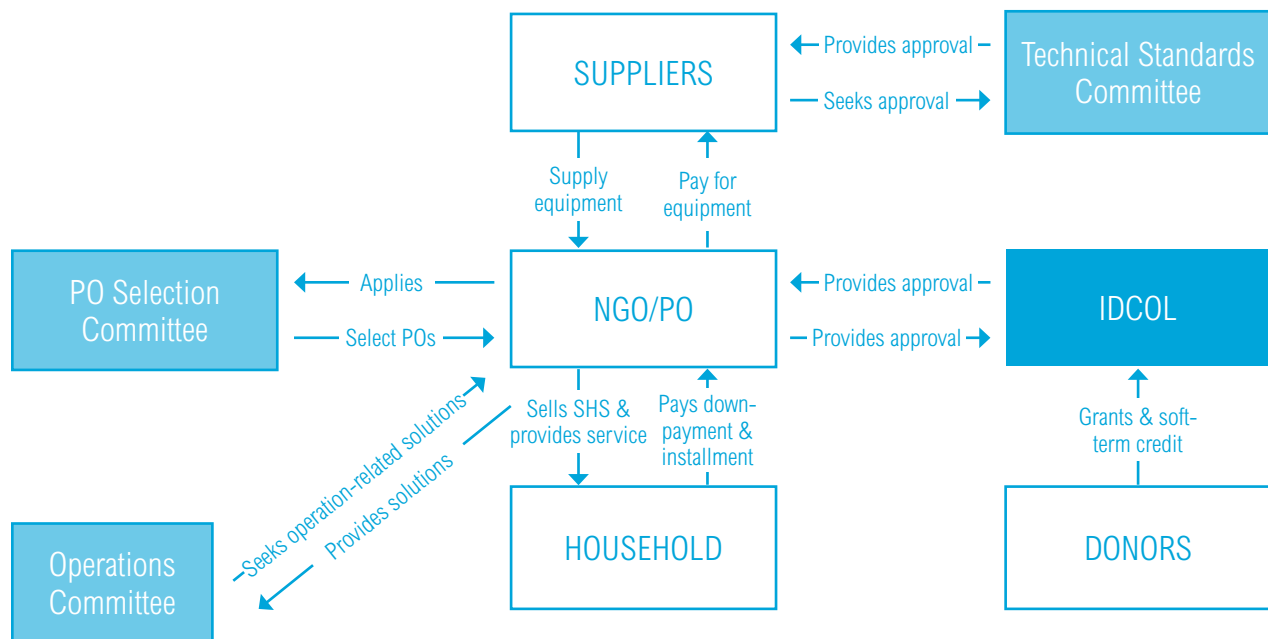 SUPPLIERS
Provides approval
Seeks approval
Technical Standards
Committee
Supply
equipment
Pay for
equipment
PO Selection
Committee
Applies
Select POs
NGO/PO
Provides approval
Provides approval
IDCOL
Sells SHS &
provides service
Pays down-
payment &
installment
Grants & soft-
term credit
Seeks operation-related solutions
Provides solutions
Operations
Committee
HOUSEHOLD
DONORS